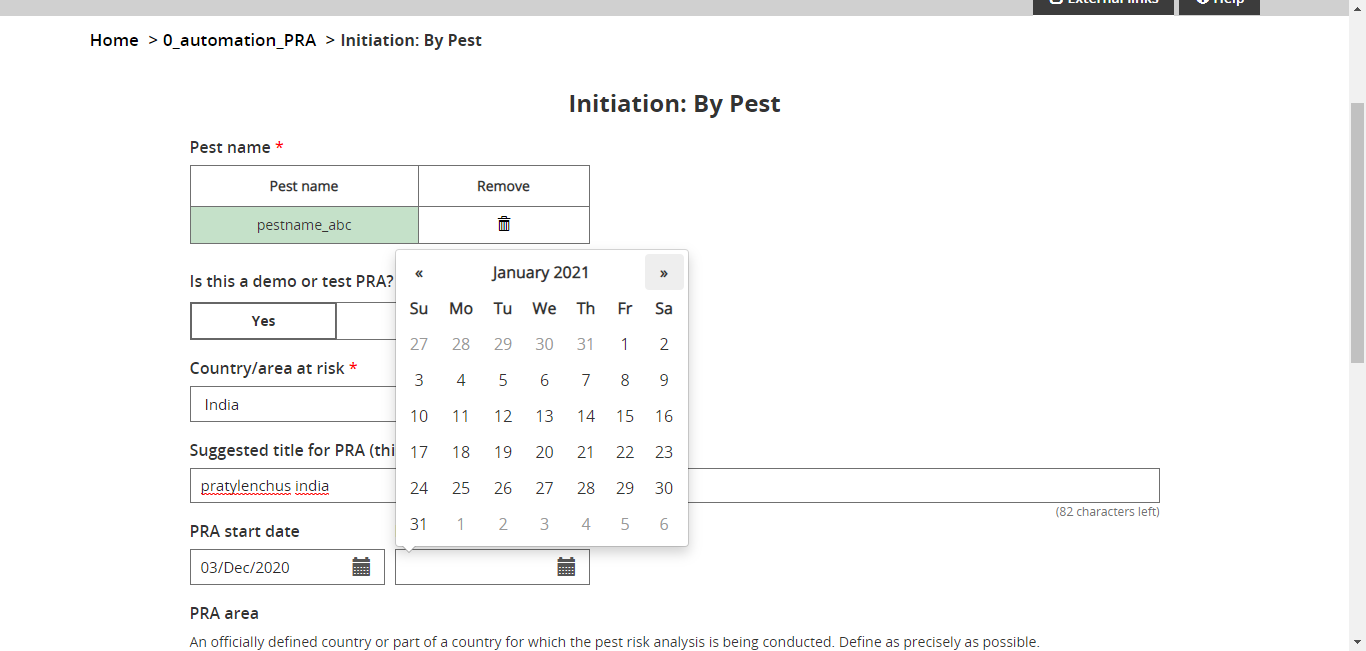 External links Help
Home > 0_automation_PRA > Initiation: By Pest
Initiation: By Pest
Pest name *
Pest name Remove
pestname_abc
Is this a demo or test PRA?
Yes
Country/area at risk *
India
Suggested title for PRA (thi
pratylenchus india
(82 characters left)
PRA start date
03/Dec/2020
« January 2021 »
Su Mo Tu We Th Fr Sa
27 28 29 30 31 1 2
3 4 5 6 7 8 9
10 11 12 13 14 15 16
17 18 19 20 21 22 23
24 25 26 27 28 29 30
31 1 2 3 4 5 6
PRA area
An officially defined country or part of a country for which the pest risk analysis is being conducted. Define as precisely as possible.